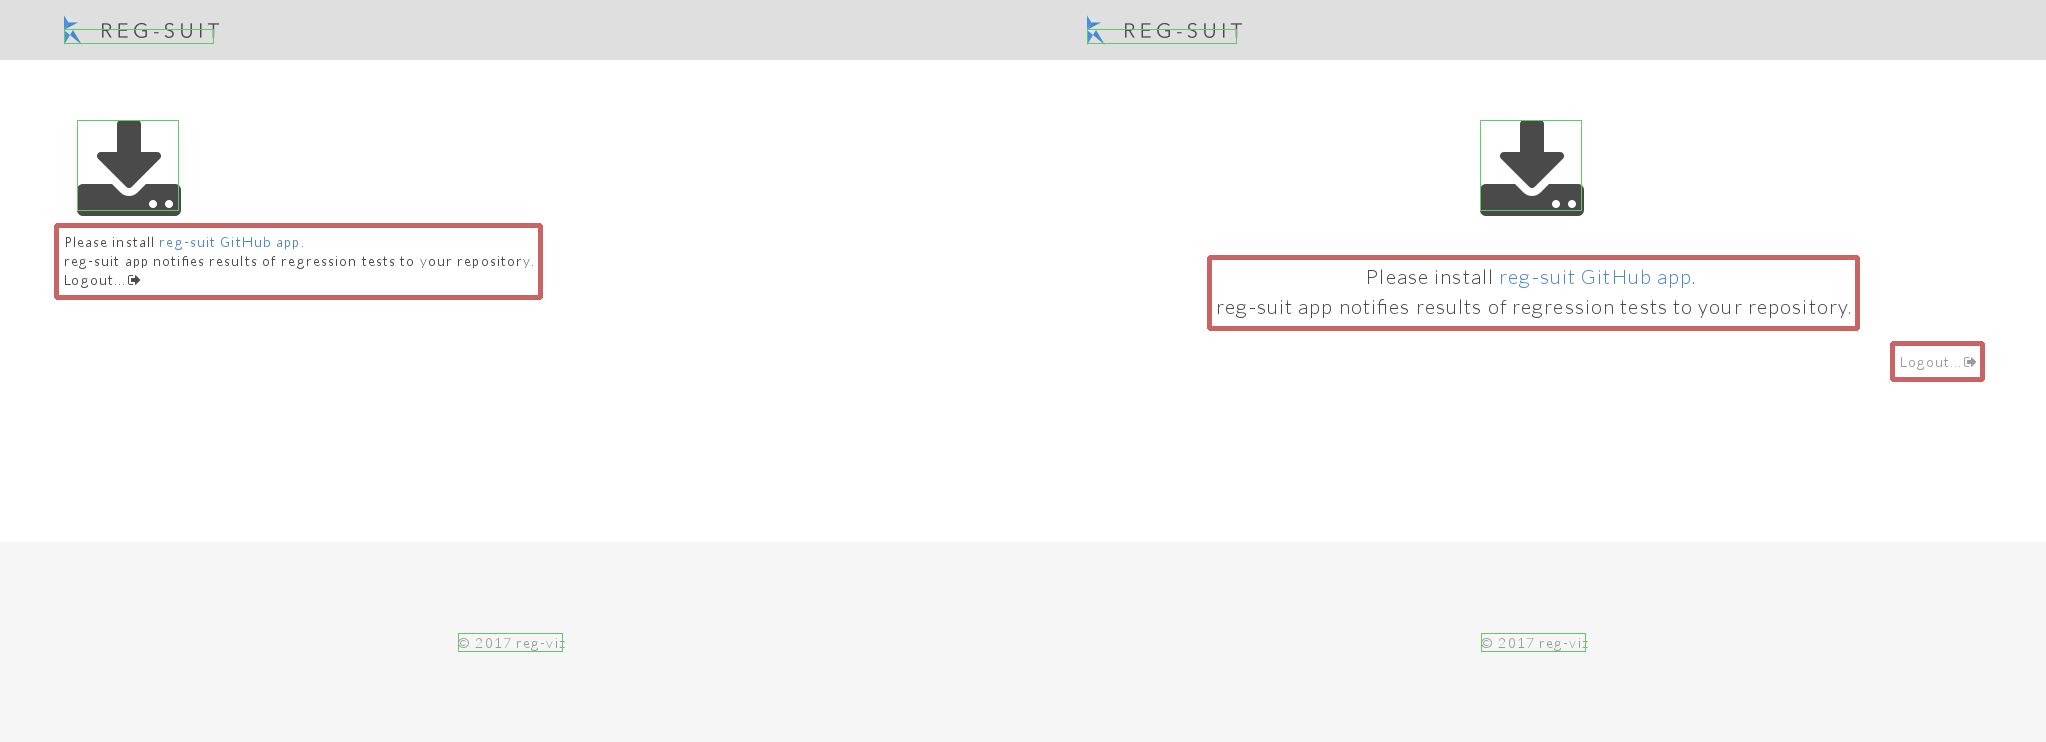 REG-SUIT
Please install reg-suit GitHub app.
reg-suit app notifies results of regression tests to your repository.
Logout...
© 2017 reg-viz
REG-SUIT
Please install reg-suit GitHub app.
reg-suit app notifies results of regression tests to your repository.
Logout...
© 2017 reg-viz